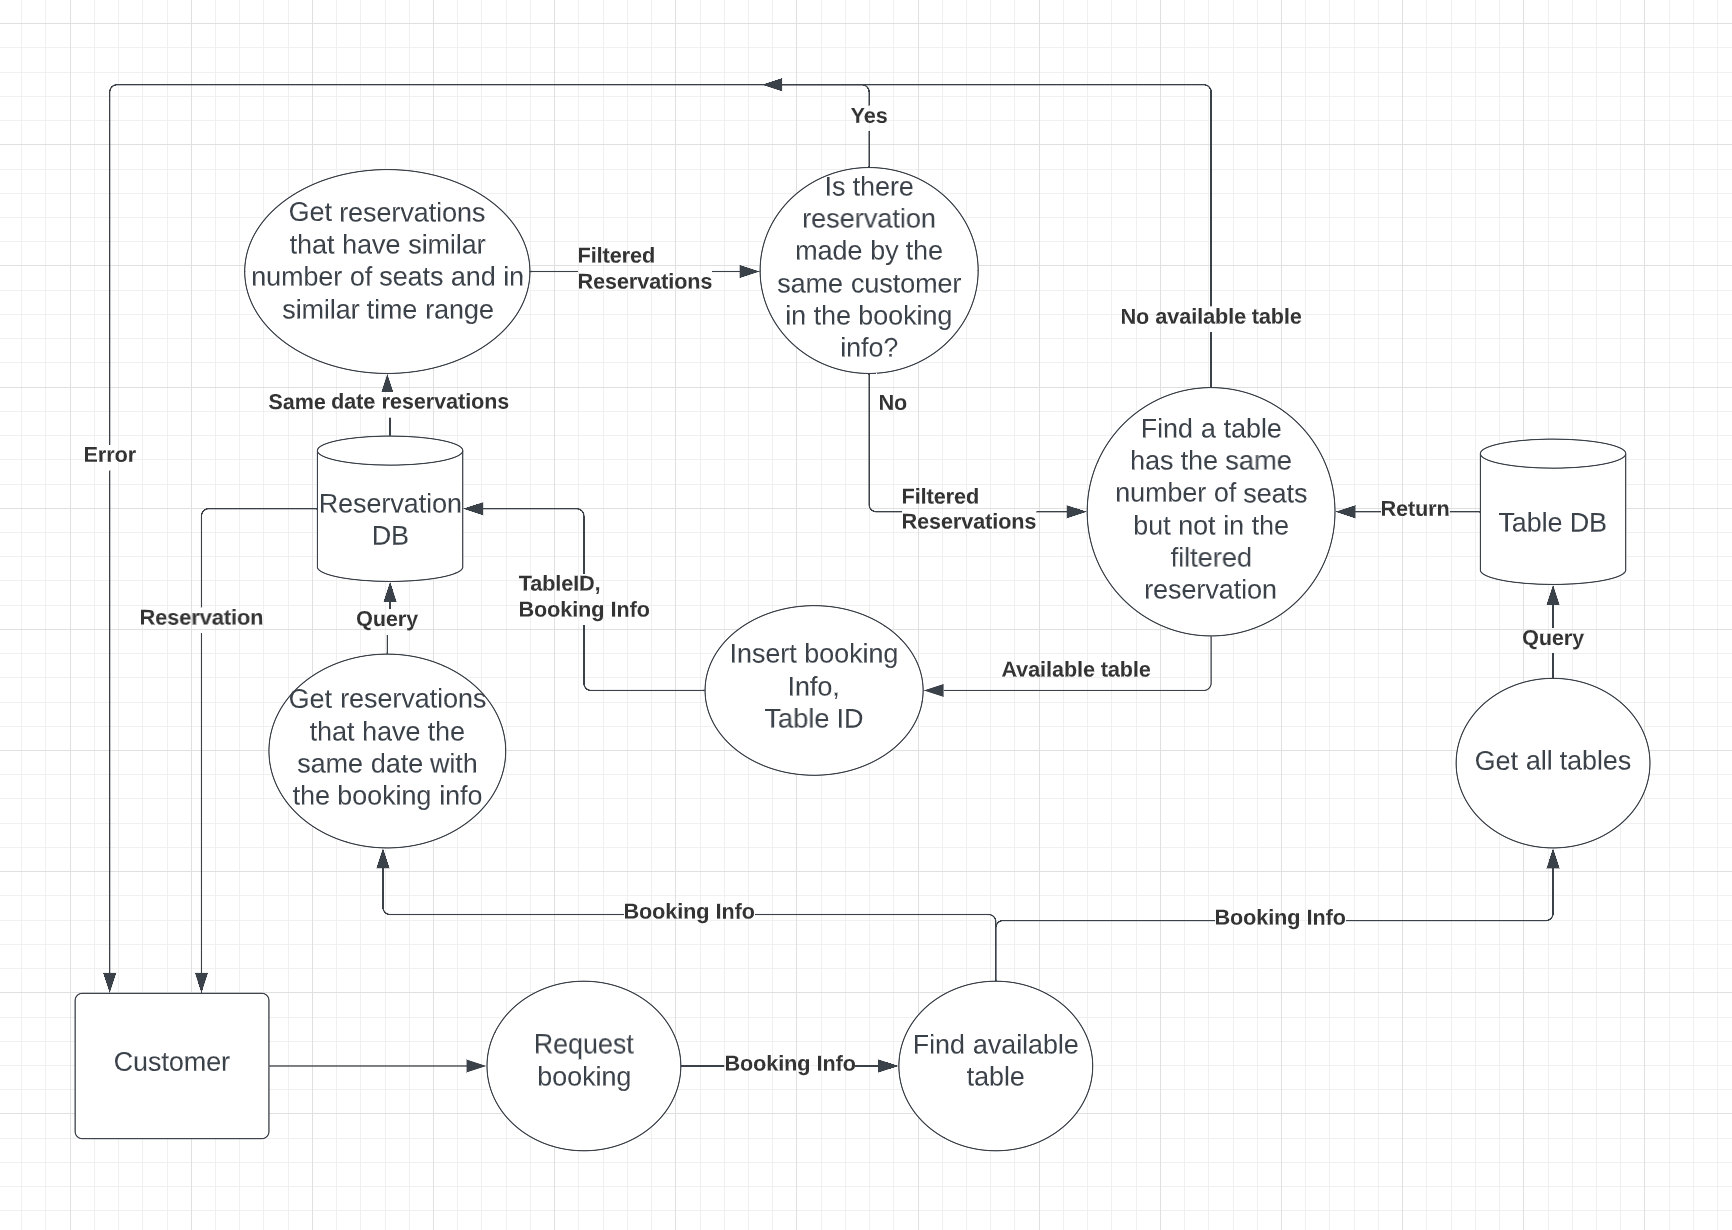 Yes
Is there
reservation
made by the
same customer
in the booking
info?
Get reservations
that have similar
number of seats and in
similar time range
Filtered
Reservations
No available table
Same date reservations
No
Error
Find a table
has the same
number of seats
but not in the
filtered
reservation
Reservation
DB
Filtered
Reservations
Return
Table DB
TableID,
Booking Info
Reservation
Query
Query
Insert booking
Info,
Table ID
Available table
Get reservations
that have the
same date with
the booking info
Get all tables
Booking Info
Booking Info
Customer
Request
booking
Booking Info
Find available
table